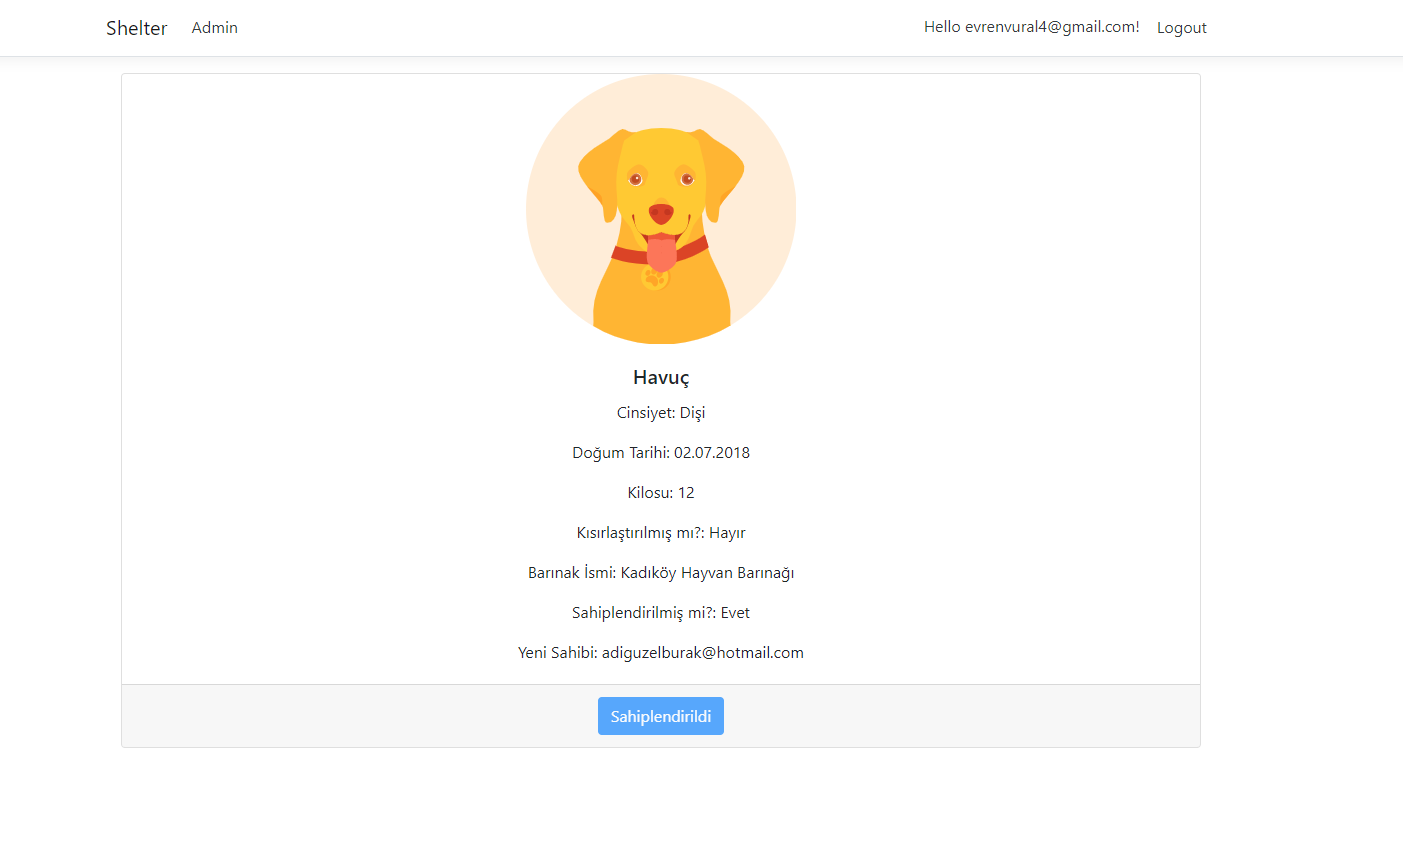 Shelter Admin Hello evrenvural4@gmail.com! Logout
Havuç
Cinsiyet: Dişi
Doğum Tarihi: 02.07.2018
Kilosu: 12
Kısırlaştırılmış mı?: Hayır
Barınak İsmi: Kadıköy Hayvan Barınağı
Sahiplendirilmiş mi?: Evet
Yeni Sahibi: adiguzelburak@hotmail.com
Sahiplendirildi